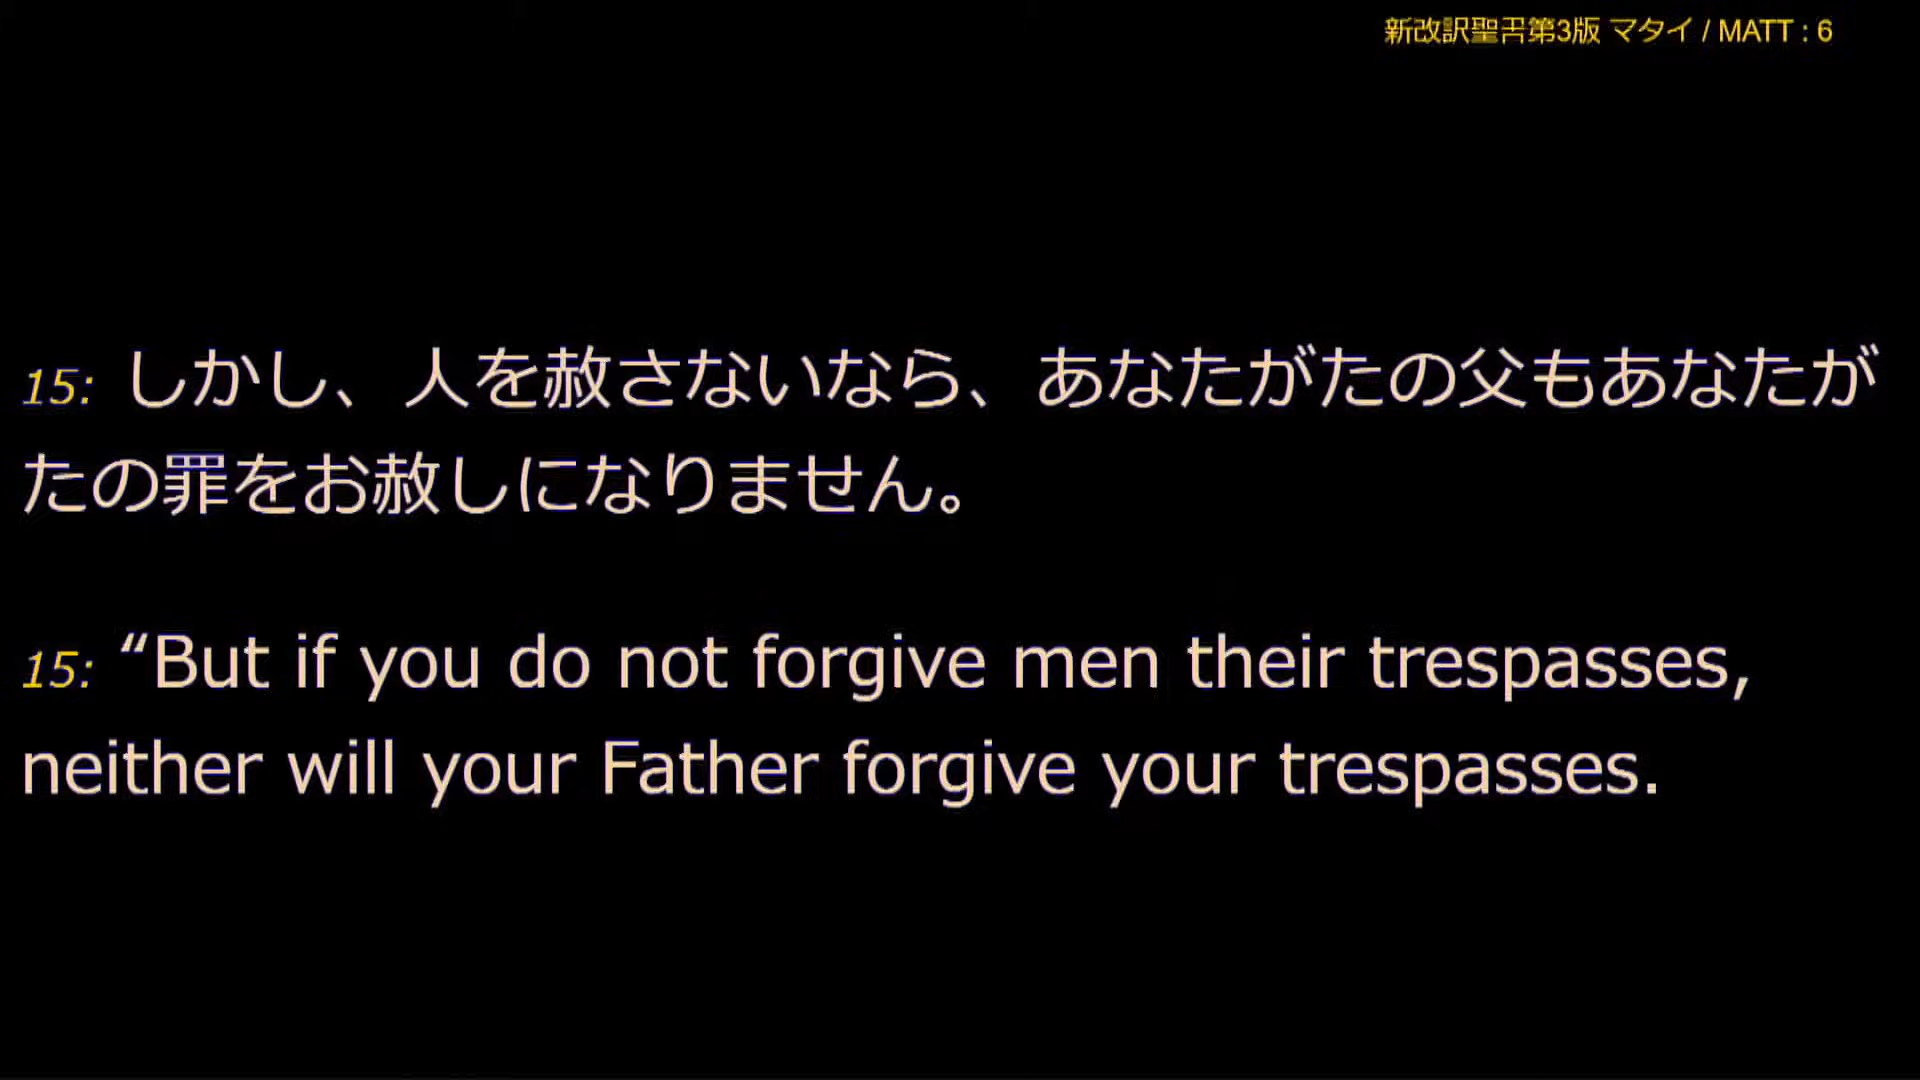 新改訳聖書第3版 マタイ / MATT : 6
15: しかし、人を赦さないなら、あなたがたの父もあなたが
たの罪をお赦しになりません。
15: “But if you do not forgive men their trespasses,
neither will your Father forgive your trespasses.